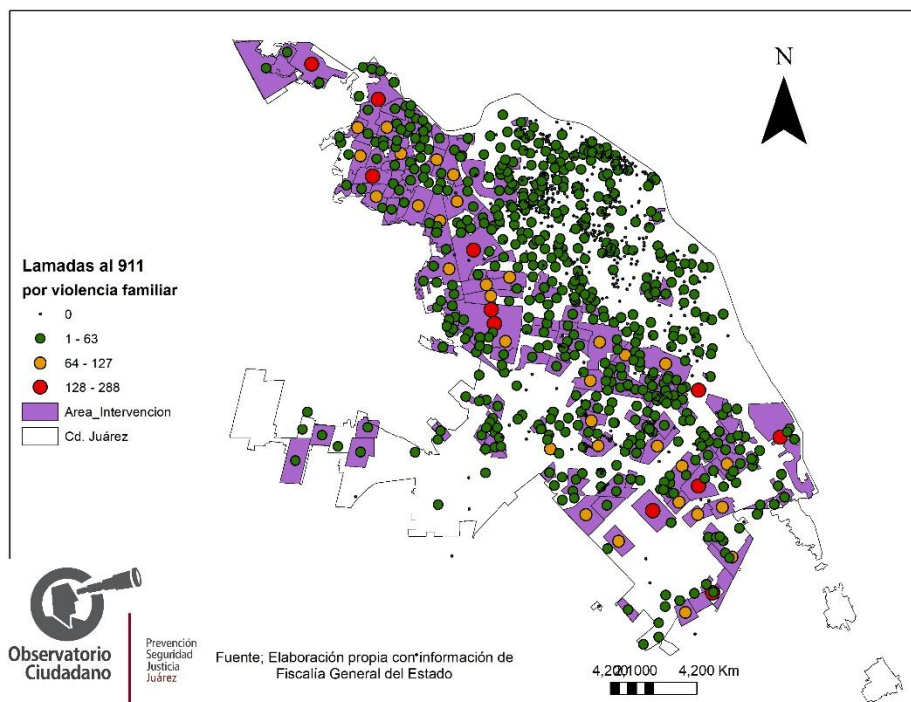 N
Lamadas al 911
por violencia familiar
0
1 - 63
64 - 127
128 - 288
Area_Intervencion
Cd. Juárez
Observatorio
Ciudadano
Prevención
Seguridad
Justicia
Juárez
Fuente; Elaboración propia con información de
Fiscalía General del Estado
4,200 Km